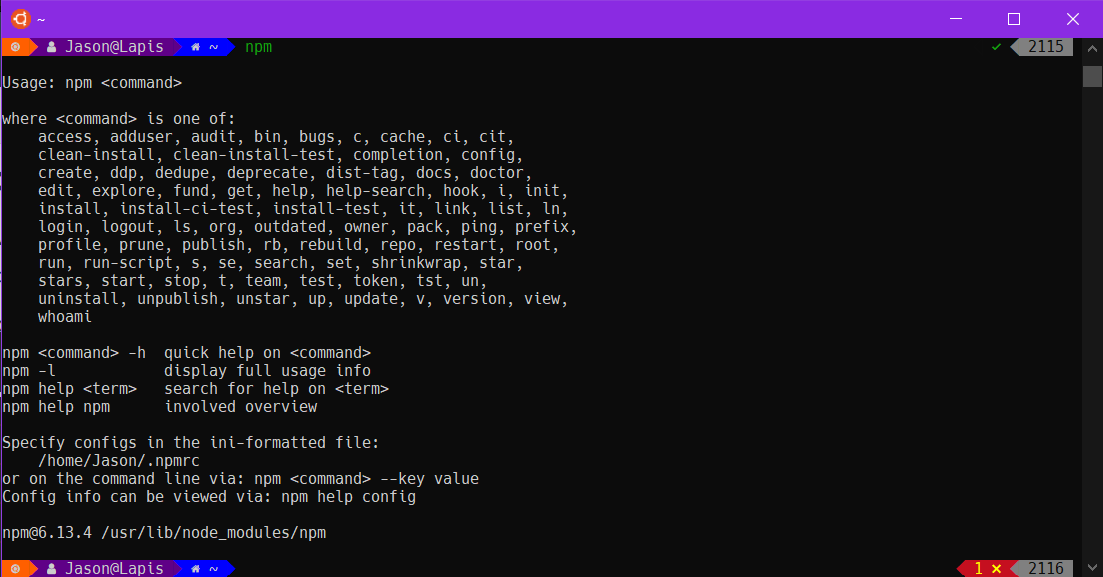 ~
Jason@Lapis ~ npm ✓ 2115
Usage: npm <command>
where <command> is one of:
access, adduser, audit, bin, bugs, c, cache, ci, cit,
clean-install, clean-install-test, completion, config,
create, ddp, dedupe, deprecate, dist-tag, docs, doctor,
edit, explore, fund, get, help, help-search, hook, i, init,
install, install-ci-test, install-test, it, link, list, ln,
login, logout, ls, org, outdated, owner, pack, ping, prefix,
profile, prune, publish, rb, rebuild, repo, restart, root,
run, run-script, s, se, search, set, shrinkwrap, star,
stars, start, stop, t, team, test, token, tst, un,
uninstall, unpublish, unstar, up, update, v, version, view,
whoami
npm <command> -h  quick help on <command>
npm -l            display full usage info
npm help <term>   search for help on <term>
npm help npm      involved overview
Specify configs in the ini-formatted file:
/home/Jason/.npmrc
or on the command line via: npm <command> --key value
Config info can be viewed via: npm help config
npm@6.13.4 /usr/lib/node_modules/npm
Jason@Lapis ~ 1 ✕ 2116